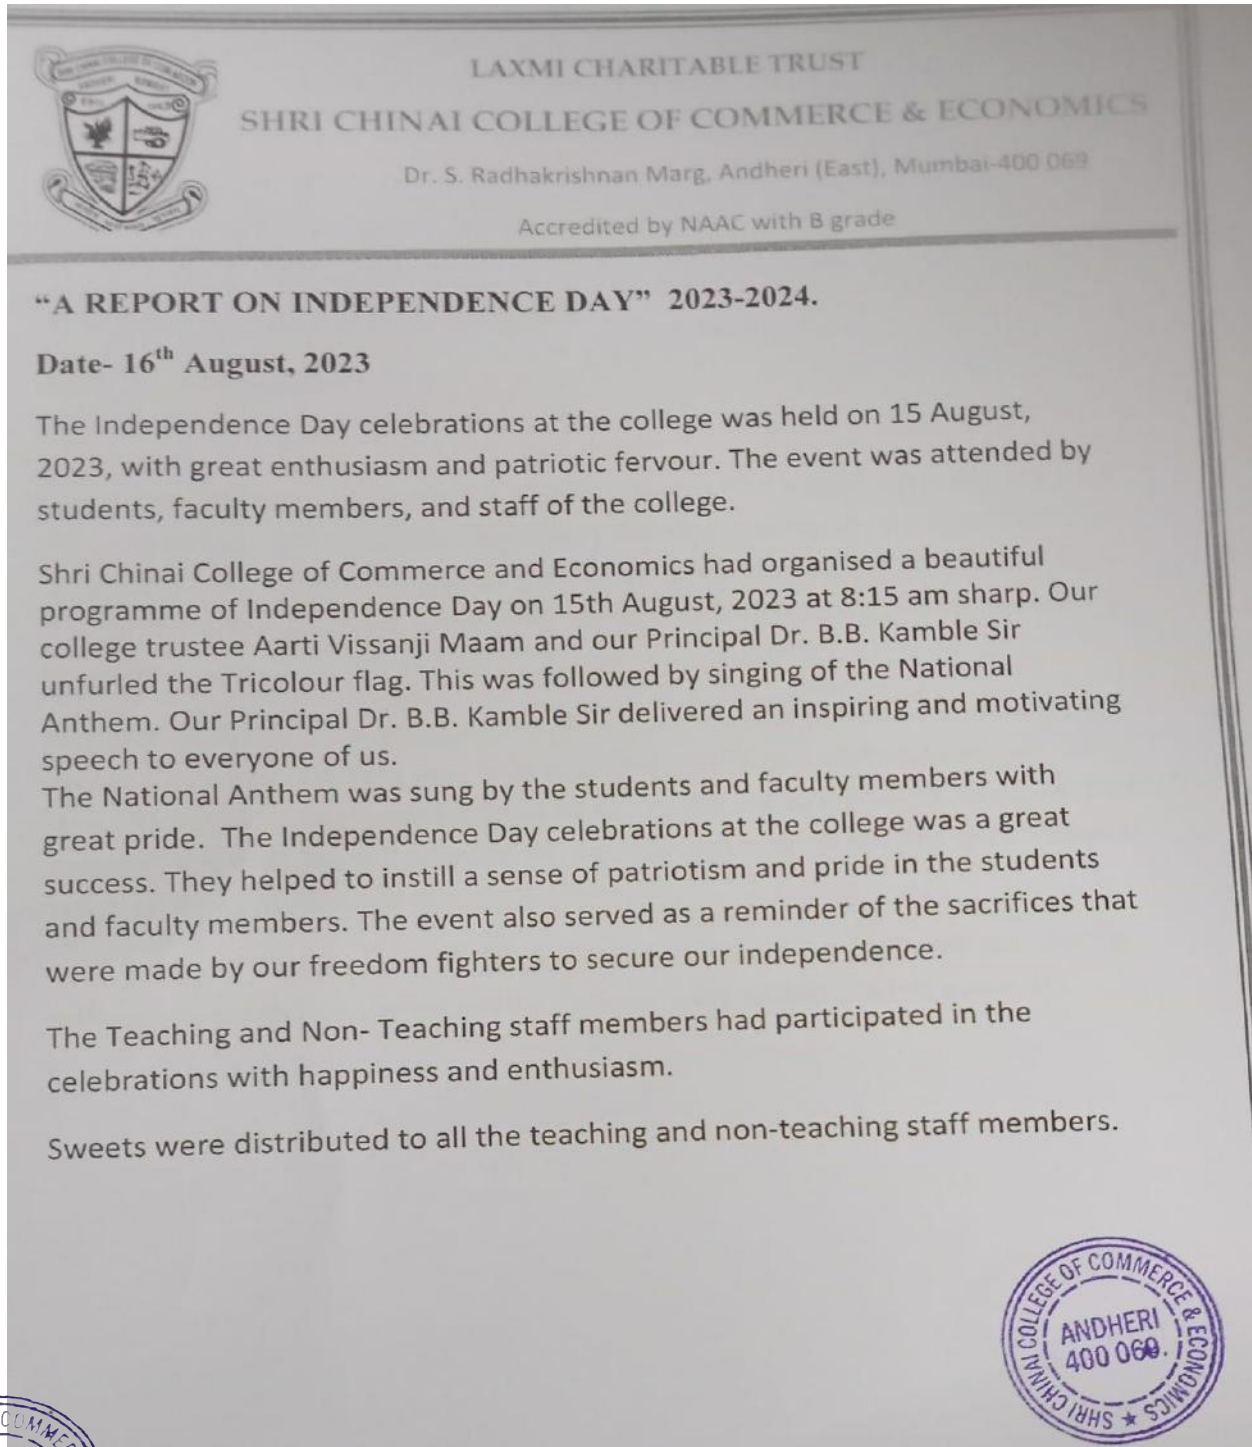 LAXMI CHARITABLE TRUST
SHRI CHINAI COLLEGE OF COMMERCE & ECONOMICS
Dr. S. Radhakrishnan Marg, Andheri (East), Mumbai-400 069
Accredited by NAAC with B grade
“A REPORT ON INDEPENDENCE DAY” 2023-2024.
Date- 16th August, 2023
The Independence Day celebrations at the college was held on 15 August,
2023, with great enthusiasm and patriotic fervour. The event was attended by
students, faculty members, and staff of the college.
Shri Chinai College of Commerce and Economics had organised a beautiful
programme of Independence Day on 15th August, 2023 at 8:15 am sharp. Our
college trustee Aarti Vissanji Maam and our Principal Dr. B.B. Kamble Sir
unfurled the Tricolour flag. This was followed by singing of the National
Anthem. Our Principal Dr. B.B. Kamble Sir delivered an inspiring and motivating
speech to everyone of us.
The National Anthem was sung by the students and faculty members with
great pride. The Independence Day celebrations at the college was a great
success. They helped to instill a sense of patriotism and pride in the students
and faculty members. The event also served as a reminder of the sacrifices that
were made by our freedom fighters to secure our independence.
The Teaching and Non- Teaching staff members had participated in the
celebrations with happiness and enthusiasm.
Sweets were distributed to all the teaching and non-teaching staff members.
SHRI CHINAI COLLEGE OF COMMERCE & ECONOMICS ★
ANDHERI
400 069.